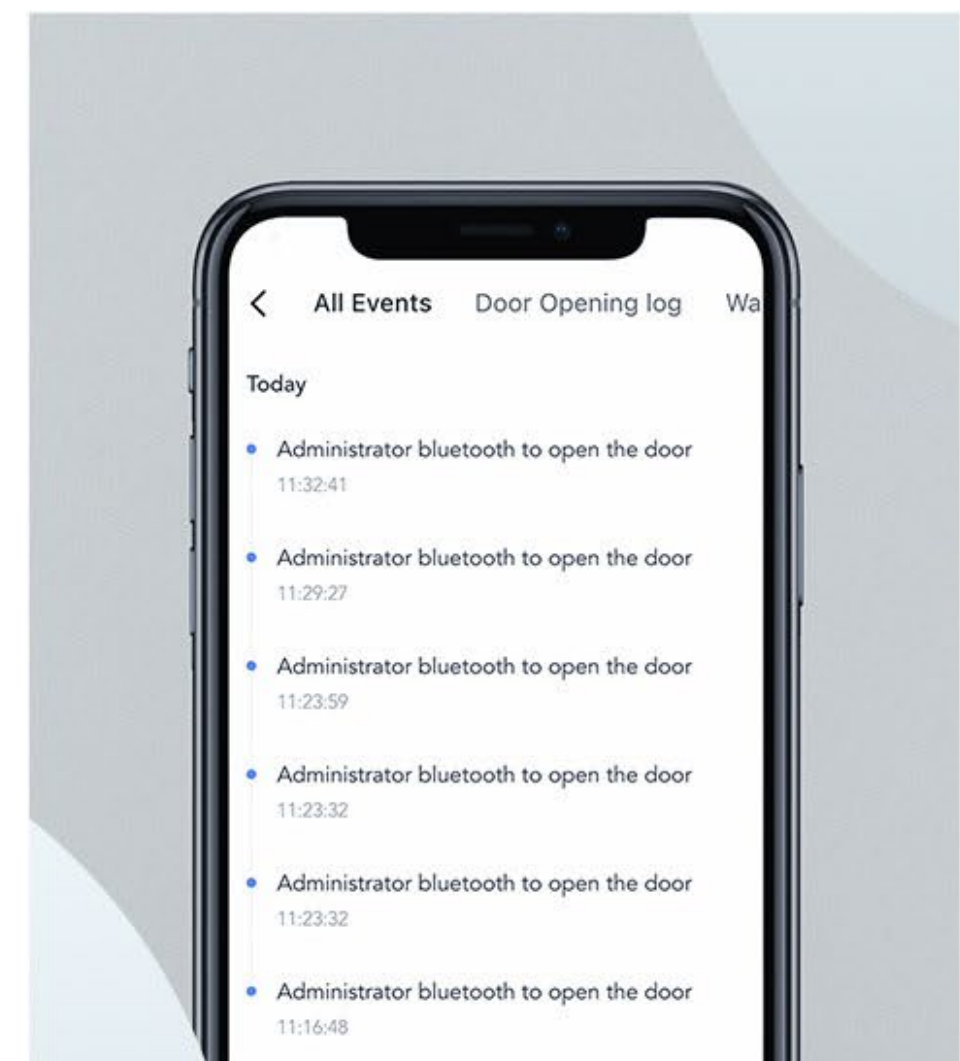 All Events Door Opening log Wa
Today
Administrator bluetooth to open the door
11:32:41
Administrator bluetooth to open the door
11:29:27
Administrator bluetooth to open the door
11:23:59
Administrator bluetooth to open the door
11:23:32
Administrator bluetooth to open the door
11:23:32
Administrator bluetooth to open the door
11:16:48